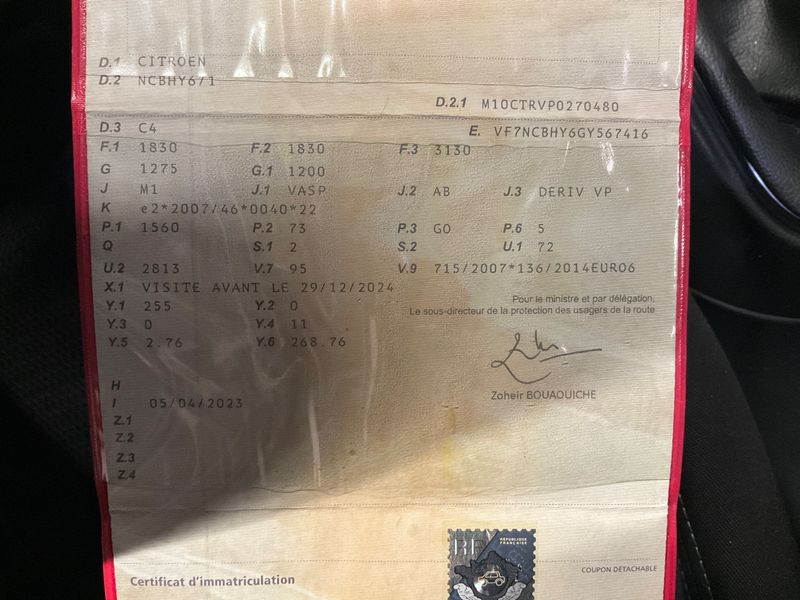 D.1 CITROEN
D.2 NCBHY6/1
D.2.1 M10CTRVP0270480
D.3 C4 E. VF7NCBHY6GY567416
F.1 1830 F.2 1830 F.3 3130
G 1275 G.1 1200
J M1 J.1 VASP J.2 AB J.3 DERIV VP
K e2*2007/46*0040*22
P.1 1560 P.2 73 P.3 GO P.6 5
Q S.1 2 S.2 U.1 72
U.2 2813 V.7 95 V.9 715/2007*136/2014EURO6
X.1 VISITE AVANT LE 29/12/2024
Y.1 255 Y.2 0
Y.3 0 Y.4 11
Y.5 2.76 Y.6 268.76
Pour le ministre et par délégation,
Le sous-directeur de la protection des usagers de la route
Zoheir BOUAOUICHE
H
I 05/04/2023
Z.1
Z.2
Z.3
Z.4
RF RÉPUBLIQUE
FRANÇAISE
COUPON DÉTACHABLE
Certificat d'immatriculation